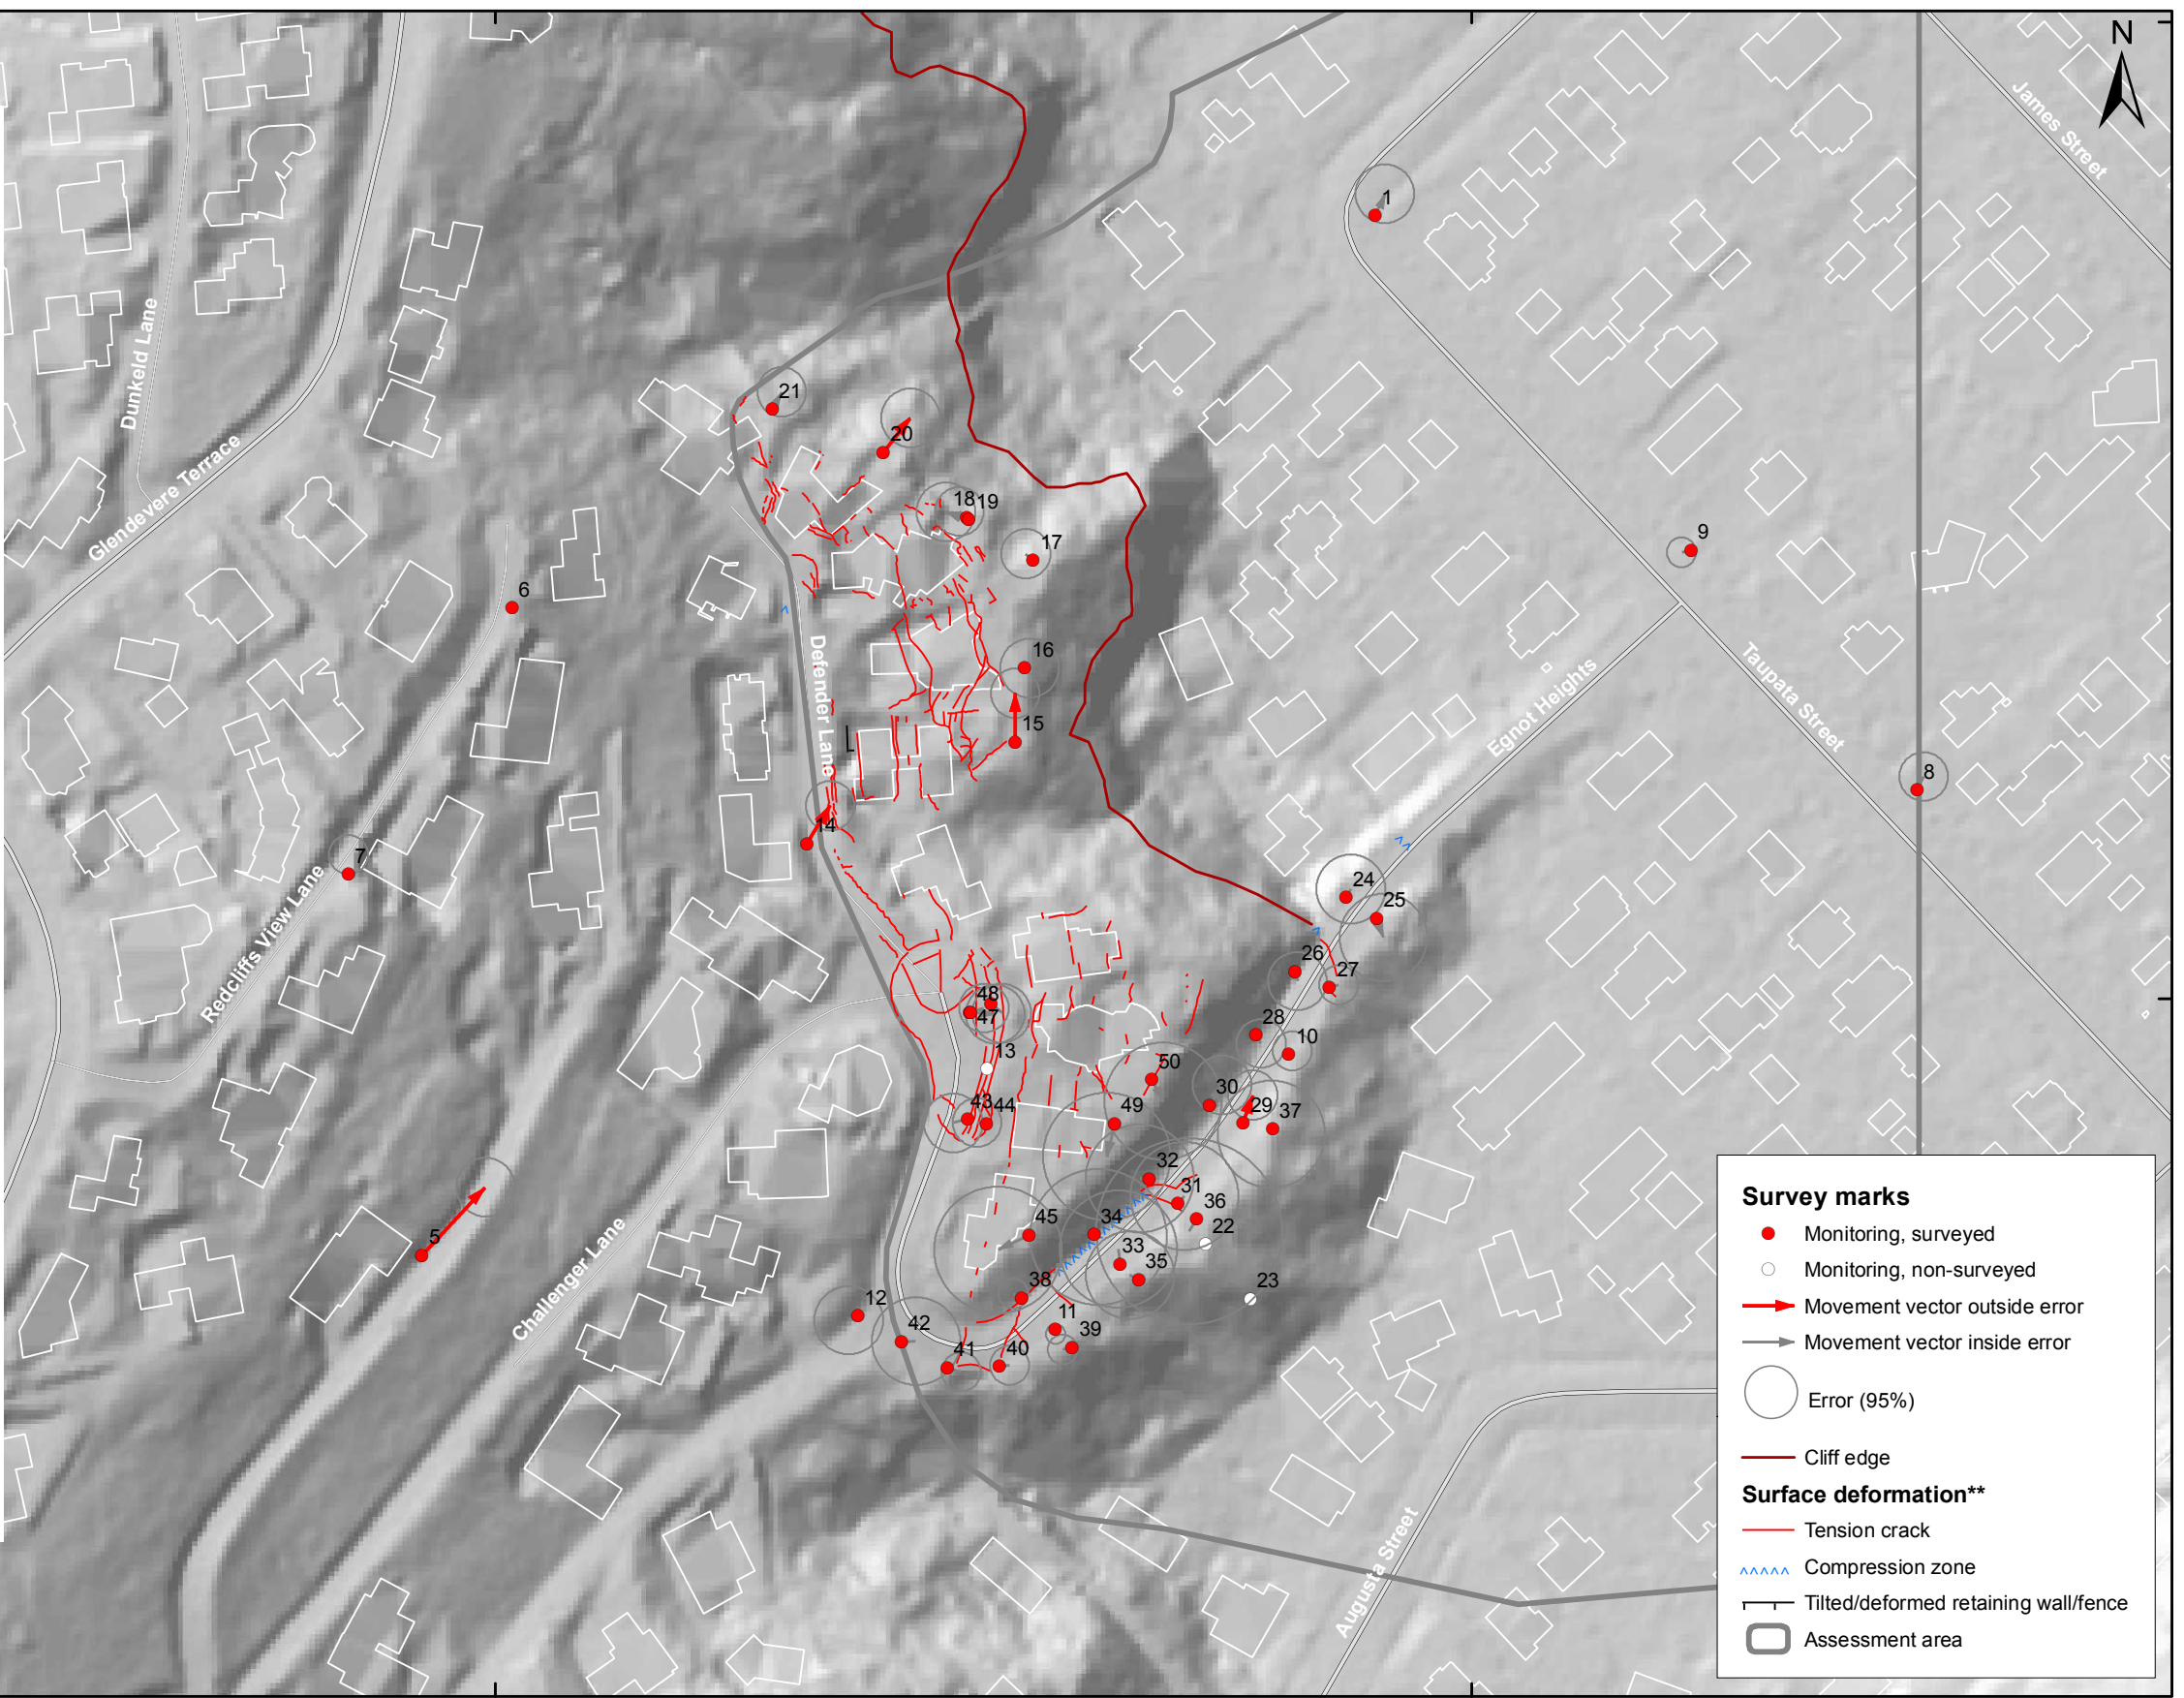 N
James Street
1
Dunkeld Lane
21
20
Glendevere Terrace
18
19
17
9
6
16
Defender Lane
15
Egnot Heights
Taupata Street
8
14
7
24
25
Redcliffs View Lane
26
27
48
47
28
10
13
50
30
43
44
49
29
37
32
31
36
5
45
34
22
33
35
Challenger Lane
38
23
12
42
11
39
41
40
Augusta Street
Survey marks
Monitoring, surveyed
Monitoring, non-surveyed
Movement vector outside error
Movement vector inside error
Error (95%)
Cliff edge
Surface deformation**
Tension crack
Compression zone
Tilted/deformed retaining wall/fence
Assessment area